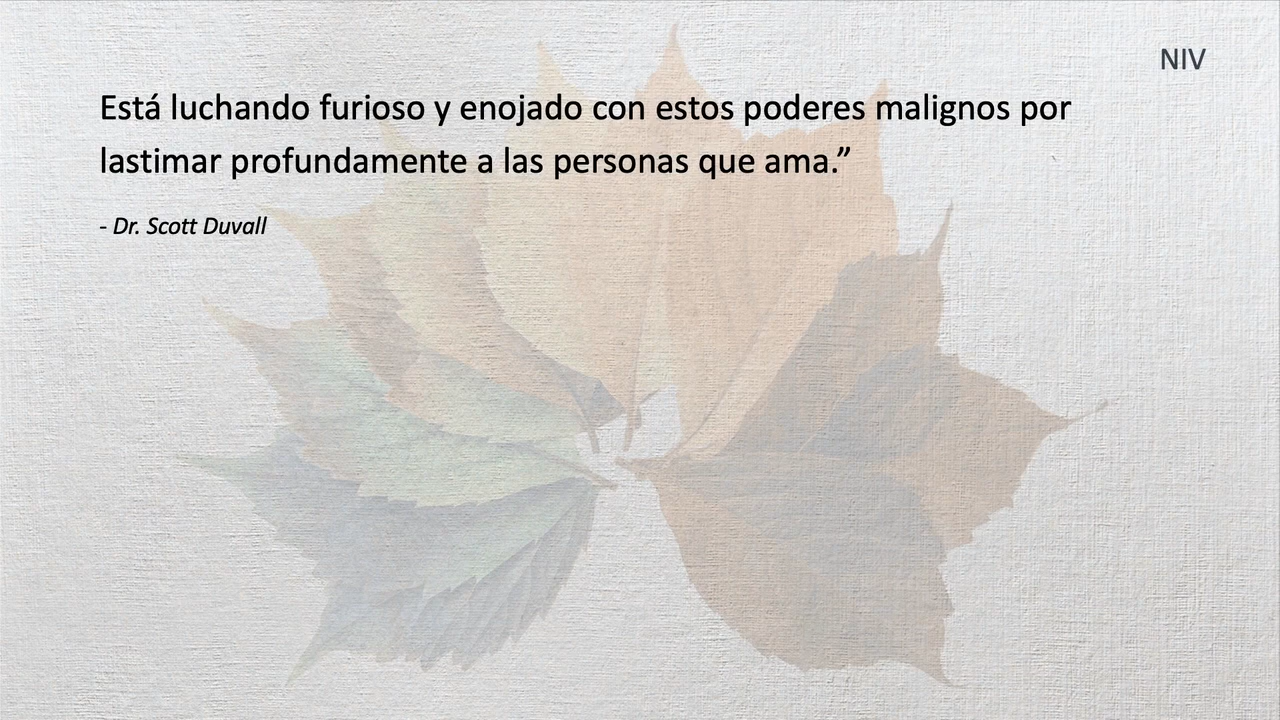 NIV
Está luchando furioso y enojado con estos poderes malignos por
lastimar profundamente a las personas que ama.”
- Dr. Scott Duvall